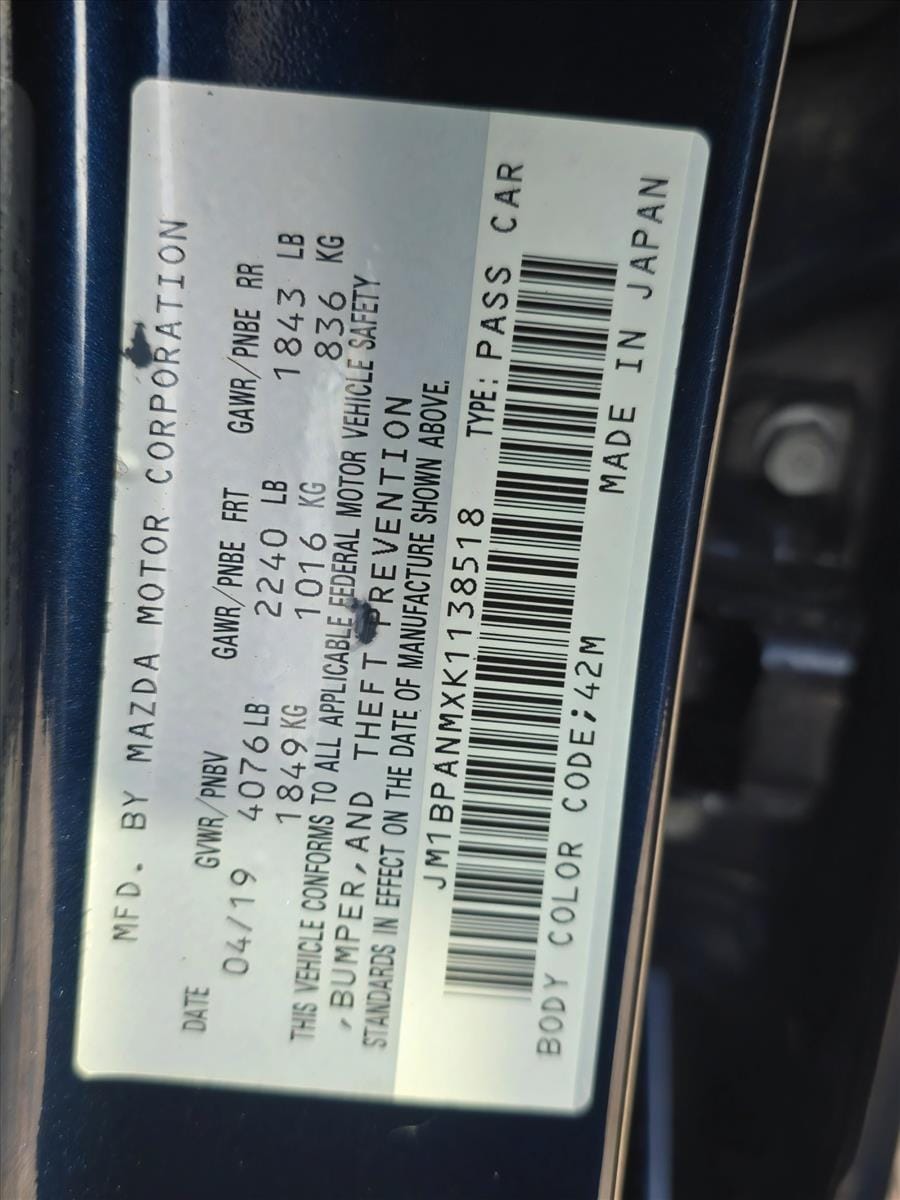 MFD. BY MAZDA MOTOR CORPORATION
DATE GVWR/PNBV GAWR/PNBE FRT GAWR/PNBE RR
04/19 4076 LB 2240 LB 1843 LB
1849 KG 1016 KG 836 KG
THIS VEHICLE CONFORMS TO ALL APPLICABLE FEDERAL MOTOR VEHICLE SAFETY
,BUMPER,AND THEFT PREVENTION
STANDARDS IN EFFECT ON THE DATE OF MANUFACTURE SHOWN ABOVE.
JM1BPANMXK1138518 TYPE: PASS CAR
BODY COLOR CODE;42M MADE IN JAPAN